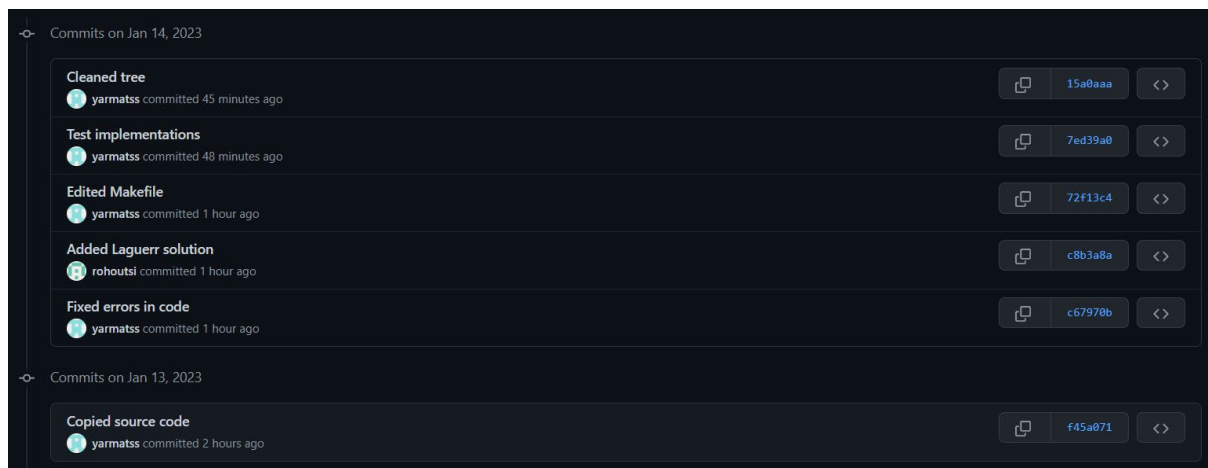 Commits on Jan 14, 2023
Cleaned tree
yarmatss committed 45 minutes ago
15a0aaa
Test implementations
yarmatss committed 48 minutes ago
7ed39a0
Edited Makefile
yarmatss committed 1 hour ago
72f13c4
Added Laguerr solution
rohoutsi committed 1 hour ago
c8b3a8a
Fixed errors in code
yarmatss committed 1 hour ago
c67970b
Commits on Jan 13, 2023
Copied source code
yarmatss committed 2 hours ago
f45a071